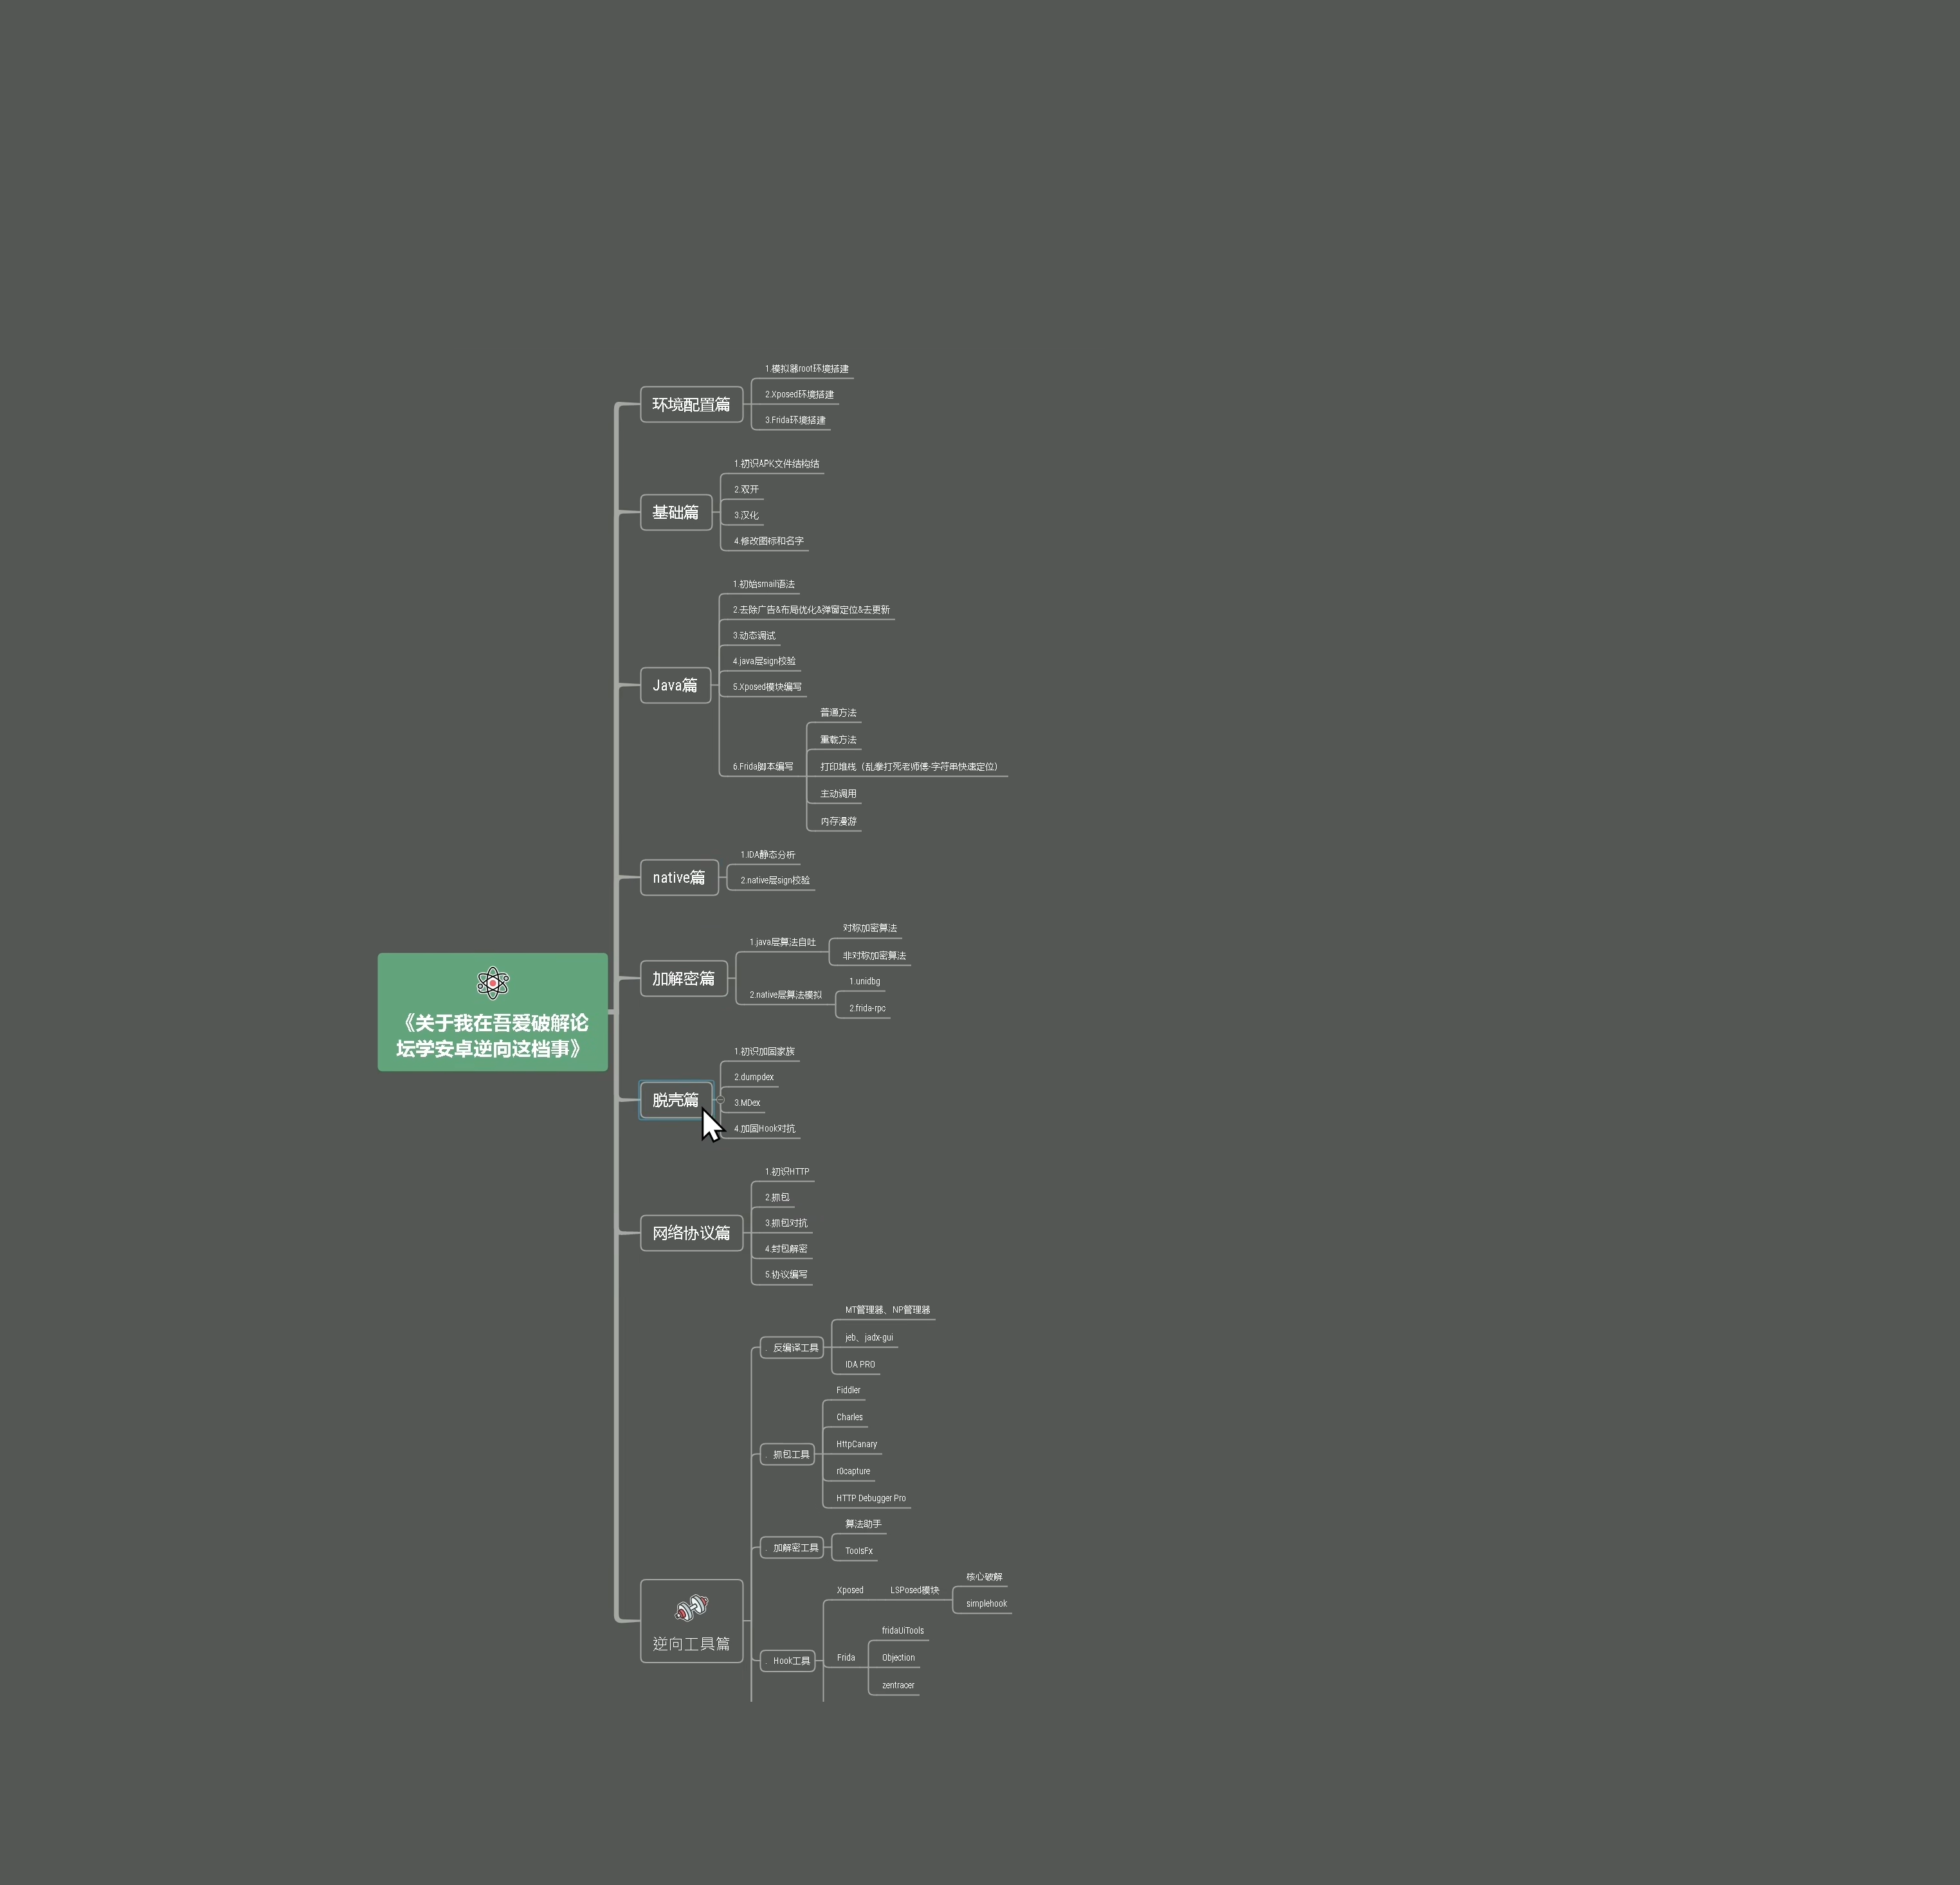 《关于我在吾爱破解论
坛学安卓逆向这档事》
环境配置篇
1.模拟器root环境搭建
2.Xposed环境搭建
3.Frida环境搭建
基础篇
1.初识APK文件结构结
2.双开
3.汉化
4.修改图标和名字
Java篇
1.初始smail语法
2.去除广告&布局优化&弹窗定位&去更新
3.动态调试
4.java层sign校验
5.Xposed模块编写
6.Frida脚本编写
普通方法
重载方法
打印堆栈（乱拳打死老师傅-字符串快速定位）
主动调用
内存漫游
native篇
1.IDA静态分析
2.native层sign校验
加解密篇
1.java层算法自吐
对称加密算法
非对称加密算法
2.native层算法模拟
1.unidbg
2.frida-rpc
脱壳篇
1.初识加固家族
2.dumpdex
3.MDex
4.加固Hook对抗
网络协议篇
1.初识HTTP
2.抓包
3.抓包对抗
4.封包解密
5.协议编写
逆向工具篇
反编译工具
MT管理器、NP管理器
jeb、jadx-gui
IDA PRO
抓包工具
Fiddler
Charles
HttpCanary
r0capture
HTTP Debugger Pro
加解密工具
算法助手
ToolsFx
Hook工具
Xposed
LSPosed模块
核心破解
simplehook
Frida
fridaUiTools
Objection
zentracer